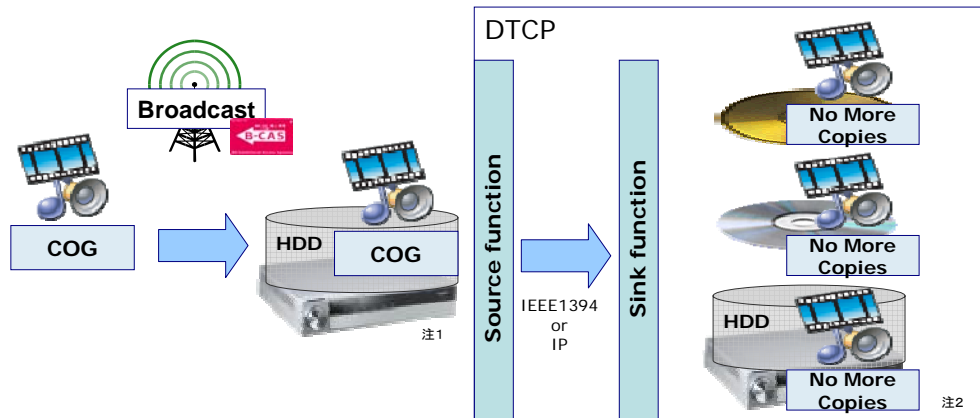 DTCP
Broadcast
B-CAS
COG
HDD
COG
注1
Source function
IEEE1394
or
IP
Sink function
No More
Copies
No More
Copies
HDD
No More
Copies
注2